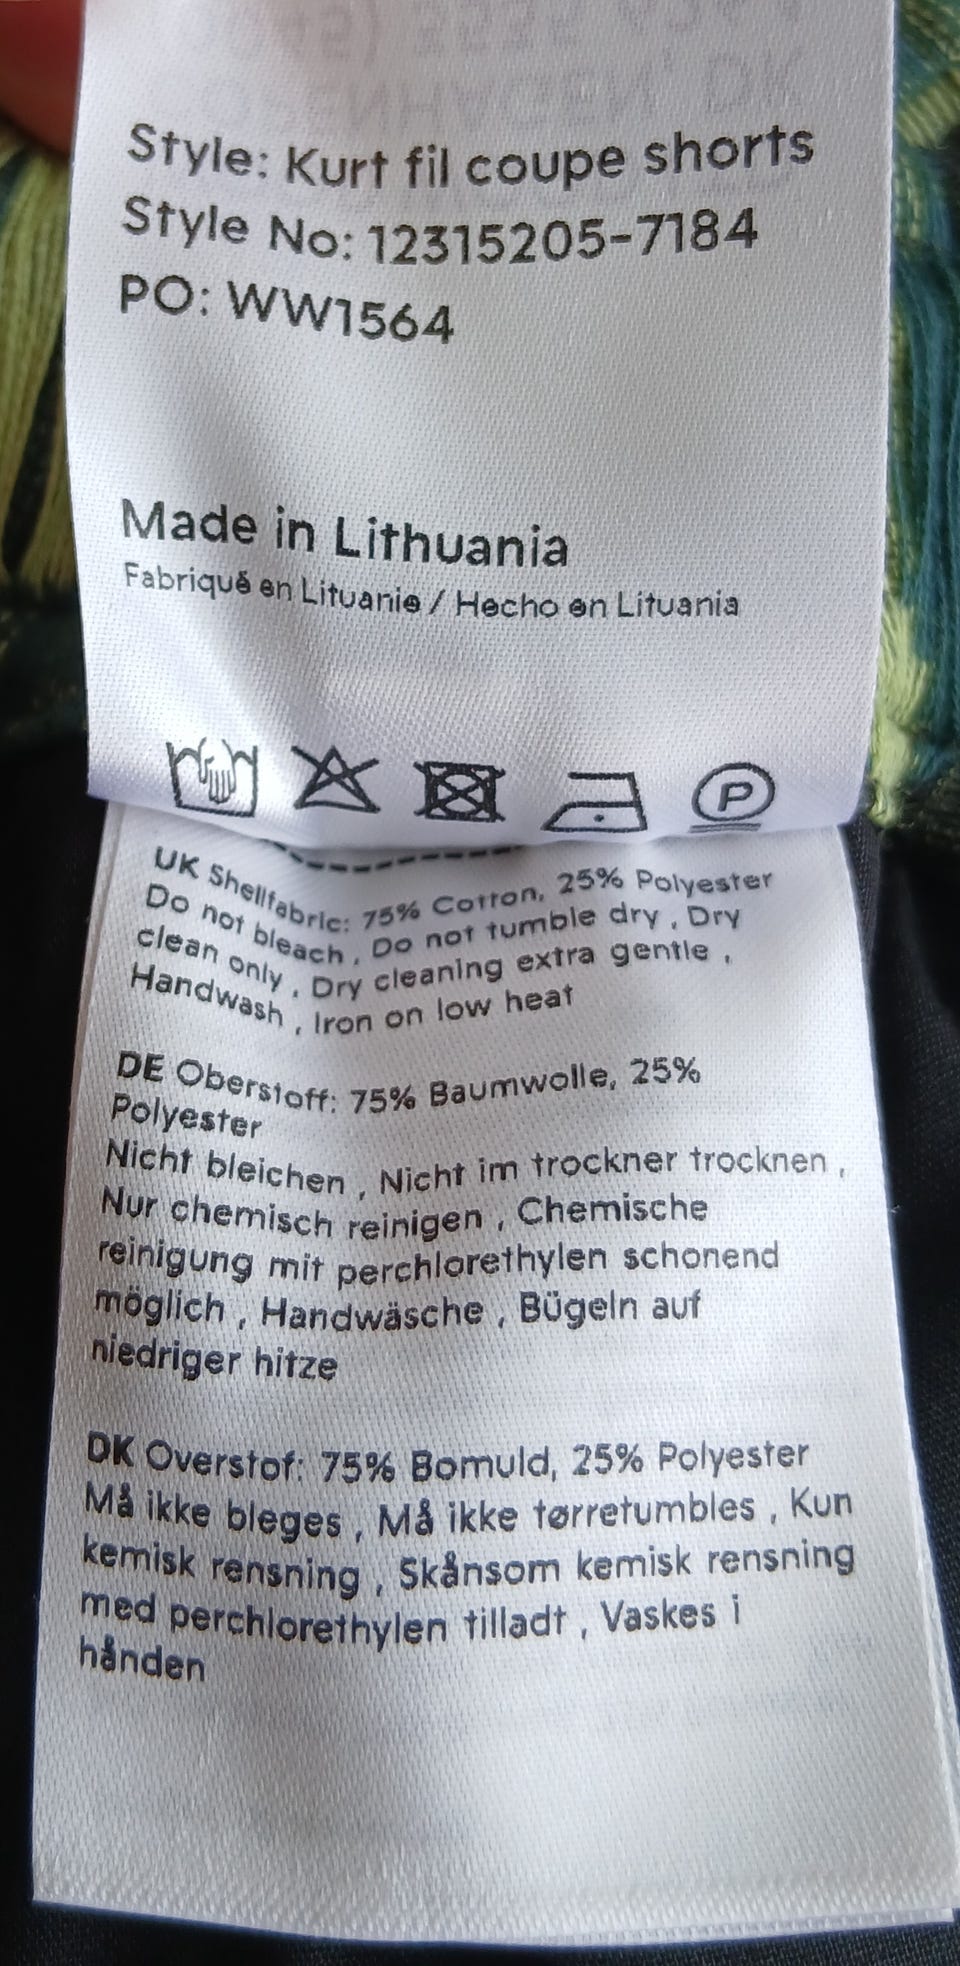 Style: Kurt fil coupe shorts
Style No: 12315205-7184
PO: WW1564
Made in Lithuania
Fabriqué en Lituanie / Hecho en Lituania
P
UK Shellfabric: 75% Cotton, 25% Polyester
Do not bleach , Do not tumble dry , Dry
clean only , Dry cleaning extra gentle ,
Handwash , Iron on low heat
DE Oberstoff: 75% Baumwolle, 25%
Polyester
Nicht bleichen , Nicht im trockner trocknen ,
Nur chemisch reinigen , Chemische
reinigung mit perchlorethylen schonend
möglich , Handwäsche , Bügeln auf
niedriger hitze
DK Overstof: 75% Bomuld, 25% Polyester
Må ikke bleges , Må ikke tørretumbles , Kun
kemisk rensning , Skånsom kemisk rensning
med perchlorethylen tilladt , Vaskes i
hånden